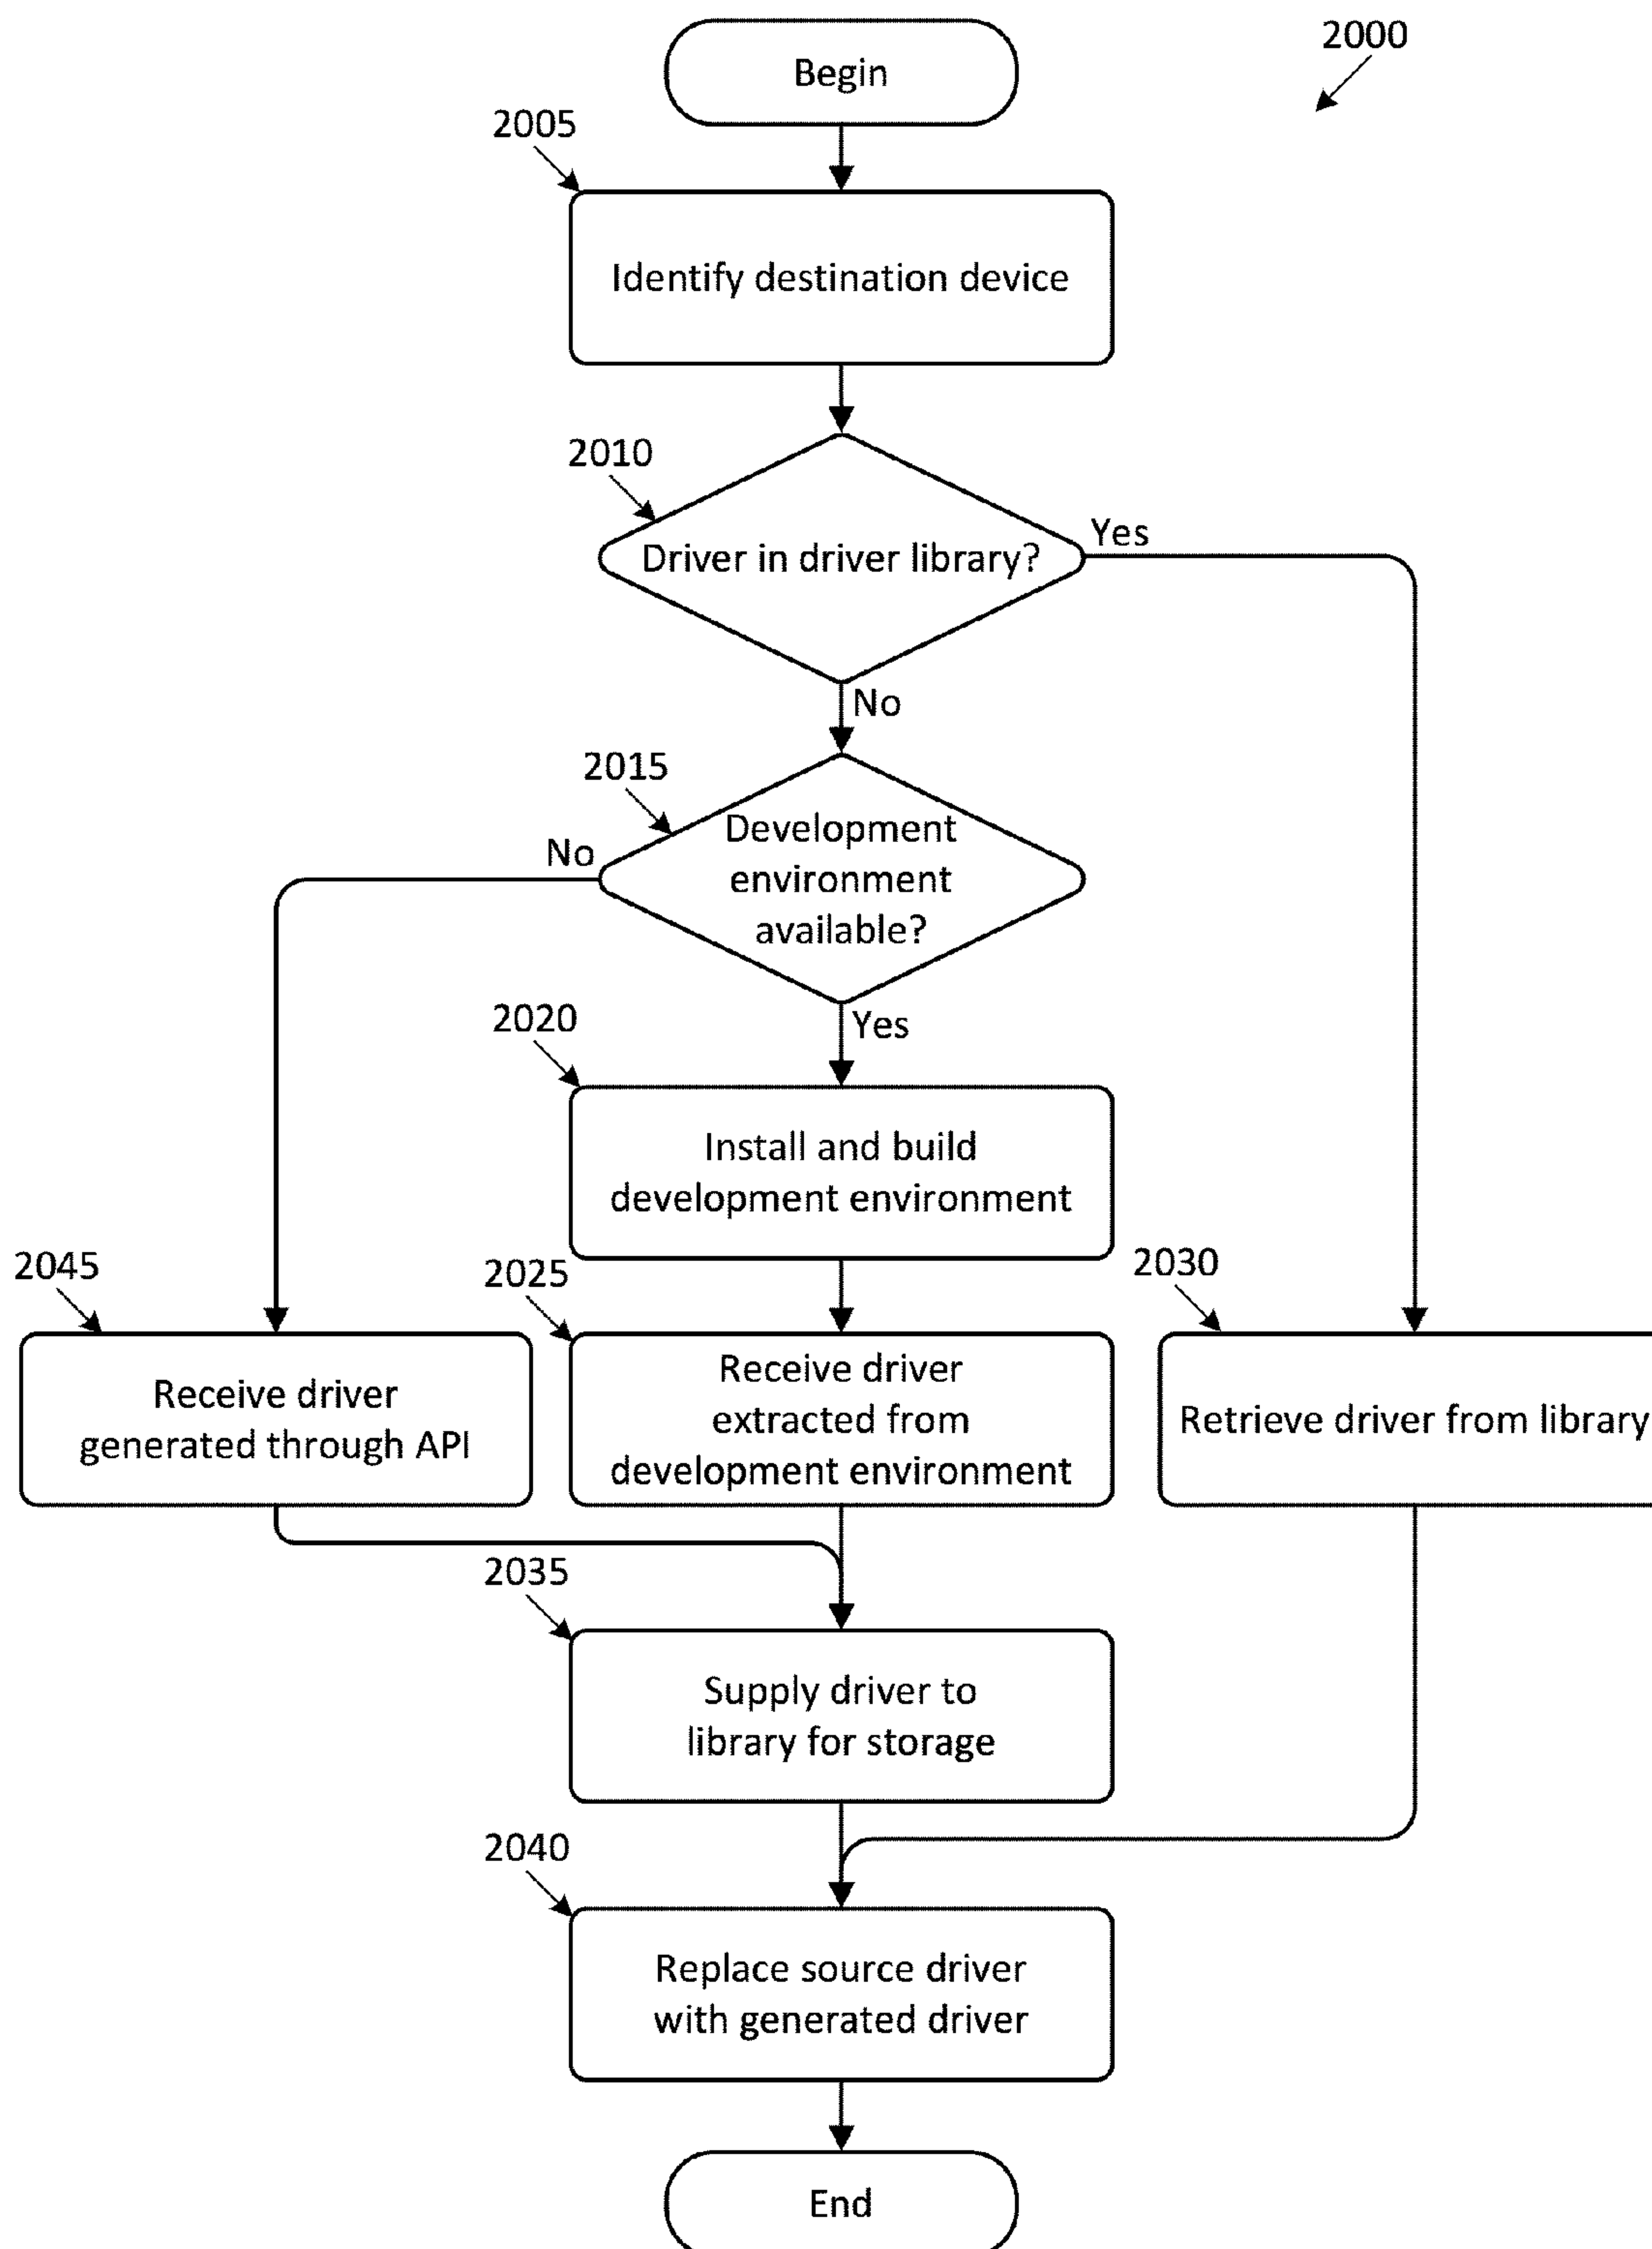 2000
Begin
2005
Identify destination device
2010
Driver in driver library?
Yes
No
2015
Development
environment
available?
No
Yes
2020
Install and build
development environment
2045
Receive driver
generated through API
2025
Receive driver
extracted from
development environment
2030
Retrieve driver from library
2035
Supply driver to
library for storage
2040
Replace source driver
with generated driver
End